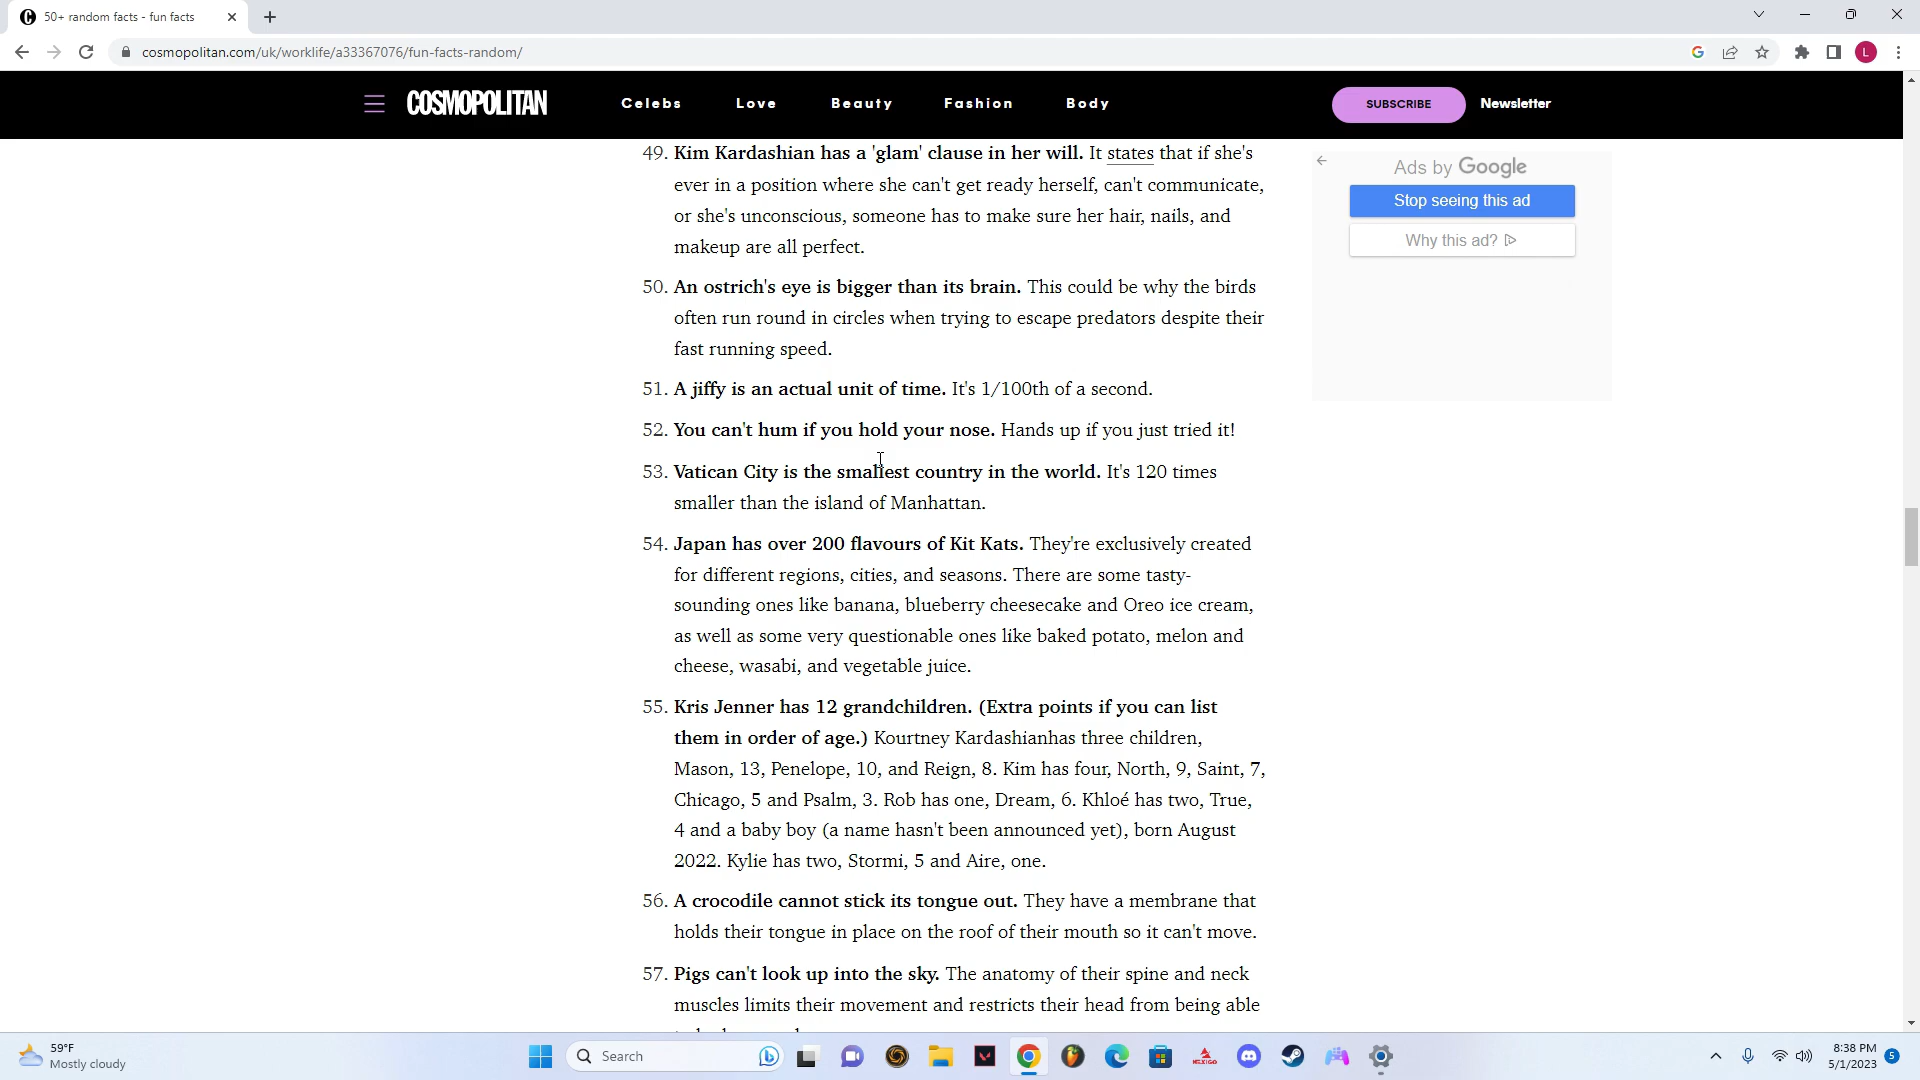 50+ random facts - fun facts
cosmopolitan.com/uk/worklife/a33367076/fun-facts-random/
G
L
COSMOPOLITAN
Celebs
Love
Beauty
Fashion
Body
SUBSCRIBE
Newsletter
49. Kim Kardashian has a 'glam' clause in her will. It states that if she's
ever in a position where she can't get ready herself, can't communicate,
or she's unconscious, someone has to make sure her hair, nails, and
makeup are all perfect.
50. An ostrich's eye is bigger than its brain. This could be why the birds
often run round in circles when trying to escape predators despite their
fast running speed.
51. A jiffy is an actual unit of time. It's 1/100th of a second.
52. You can't hum if you hold your nose. Hands up if you just tried it!
53. Vatican City is the smallest country in the world. It's 120 times
smaller than the island of Manhattan.
54. Japan has over 200 flavours of Kit Kats. They're exclusively created
for different regions, cities, and seasons. There are some tasty-
sounding ones like banana, blueberry cheesecake and Oreo ice cream,
as well as some very questionable ones like baked potato, melon and
cheese, wasabi, and vegetable juice.
55. Kris Jenner has 12 grandchildren. (Extra points if you can list
them in order of age.) Kourtney Kardashianhas three children,
Mason, 13, Penelope, 10, and Reign, 8. Kim has four, North, 9, Saint, 7,
Chicago, 5 and Psalm, 3. Rob has one, Dream, 6. Khloé has two, True,
4 and a baby boy (a name hasn't been announced yet), born August
2022. Kylie has two, Stormi, 5 and Aire, one.
56. A crocodile cannot stick its tongue out. They have a membrane that
holds their tongue in place on the roof of their mouth so it can't move.
57. Pigs can't look up into the sky. The anatomy of their spine and neck
muscles limits their movement and restricts their head from being able
Ads by Google
Stop seeing this ad
Why this ad?
59°F
Mostly cloudy
Search
8:38 PM
5/1/2023
5